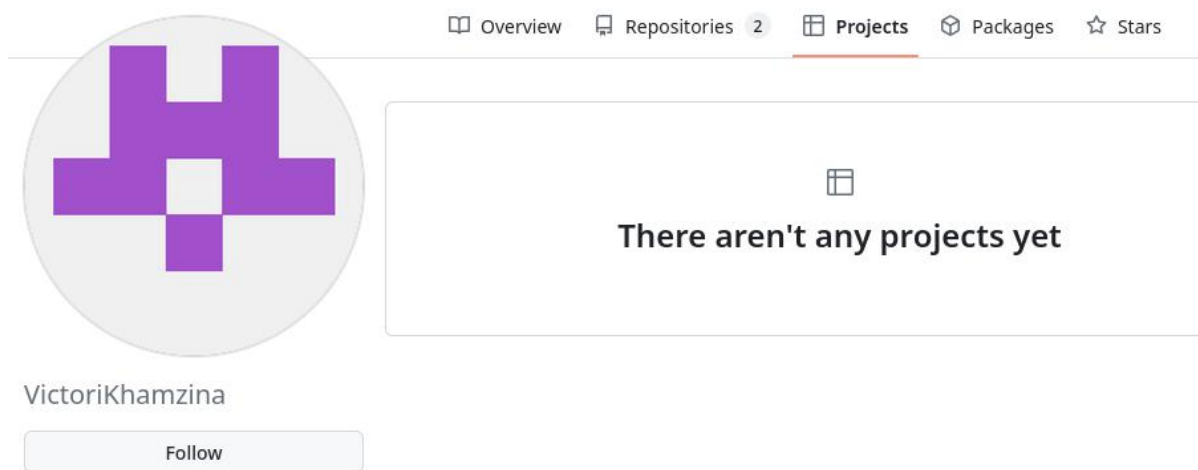 Overview Repositories 2 Projects Packages Stars
There aren't any projects yet
VictoriKhamzina
Follow